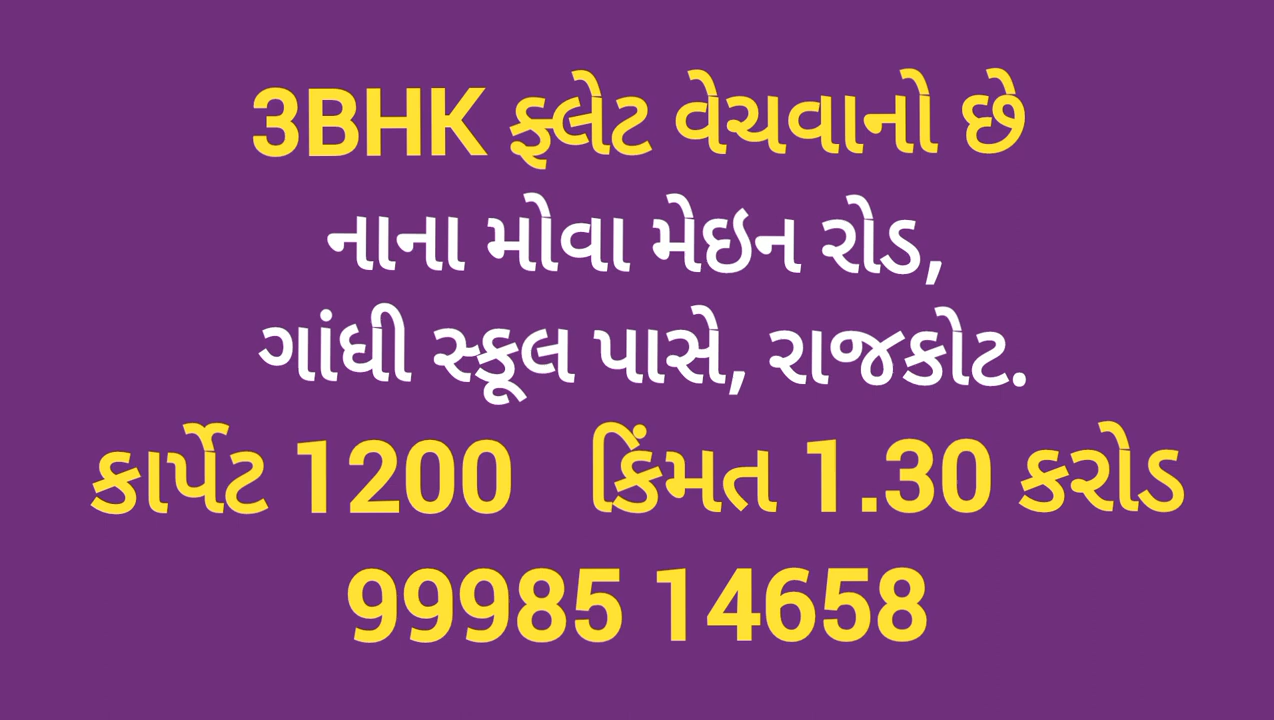 3BHK ફ્લેટ વેચવાનો છે
નાના મોવા મેઇન રોડ,
ગાંધી સ્કૂલ પાસે, રાજકોટ.
કાર્પેટ 1200 કિંમત 1.30 કરોડ
99985 14658